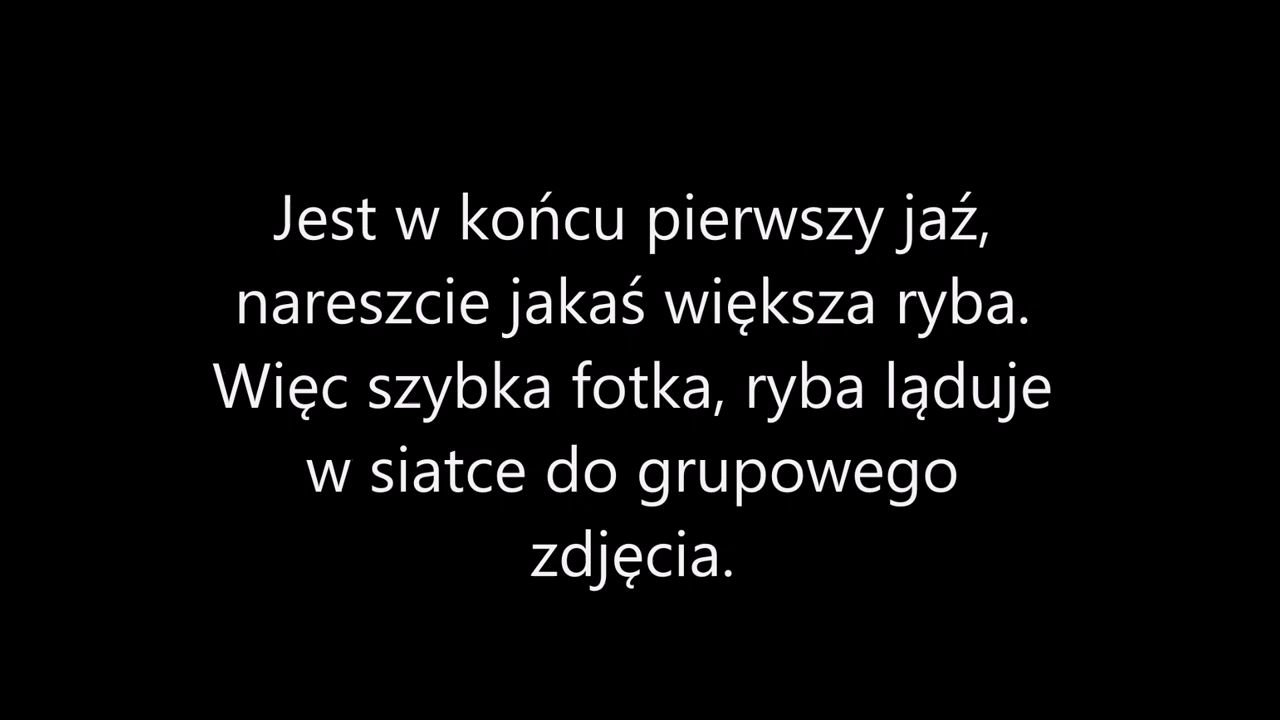 Jest w końcu pierwszy jaź,
nareszcie jakaś większa ryba.
Więc szybka fotka, ryba ląduje
w siatce do grupowego
zdjęcia.